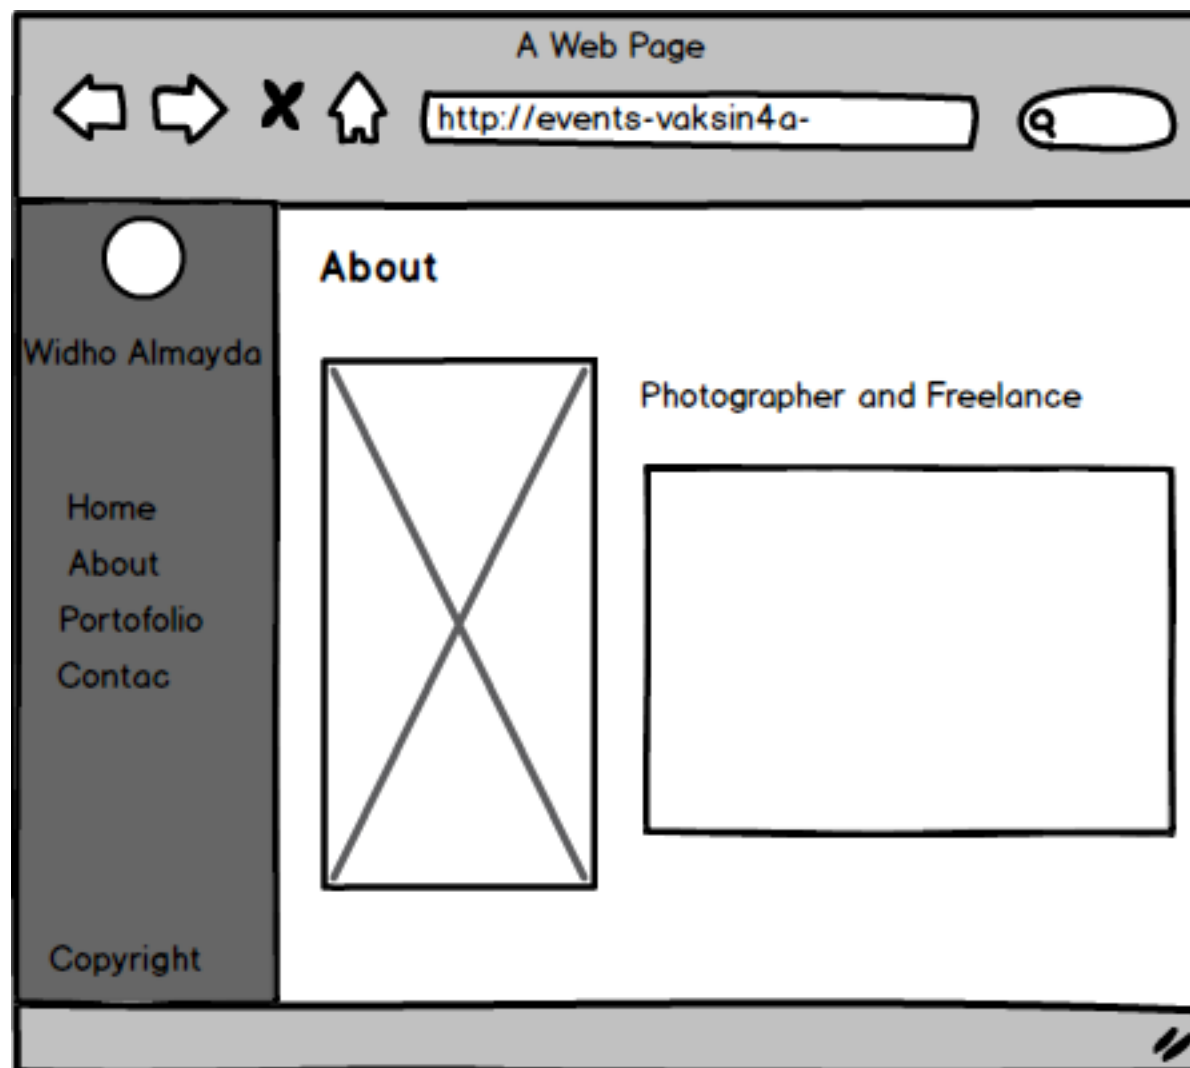 A Web Page
http://events-vaksin4a-
Widho Almayda
Home
About
Portofolio
Contac
Copyright
About
Photographer and Freelance